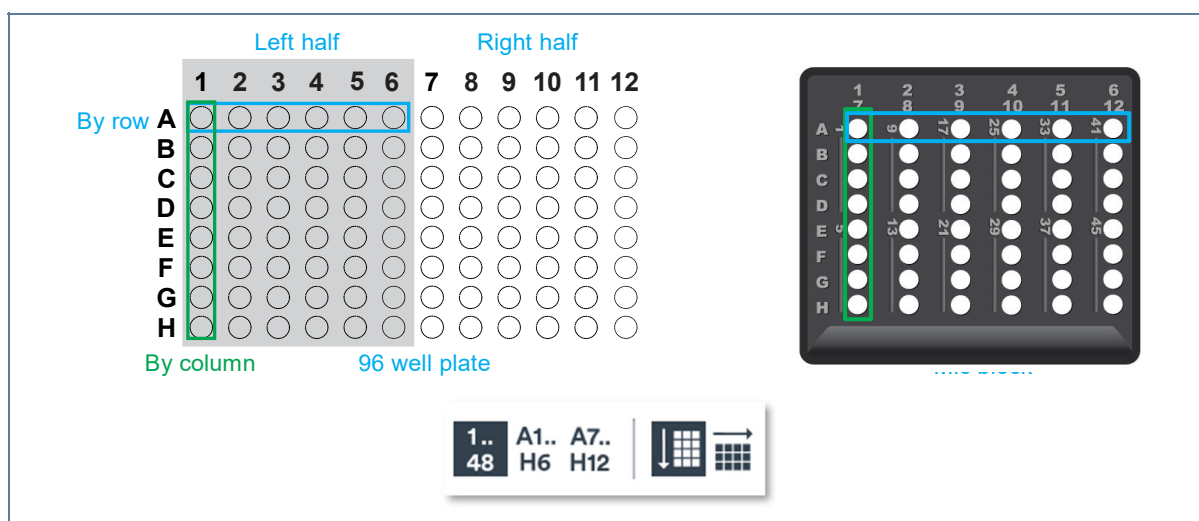 Left half
Right half
1 2 3 4 5 6 7 8 9 10 11 12
By row A
B
C
D
E
F
G
H
By column
96 well plate
1 2 3 4 5 6
7 8 9 10 11 12
A 1 9 17 25 33 41
B
C
D
E 5 13 21 29 37 45
F
G
H
1.. A1.. A7..
48 H6 H12